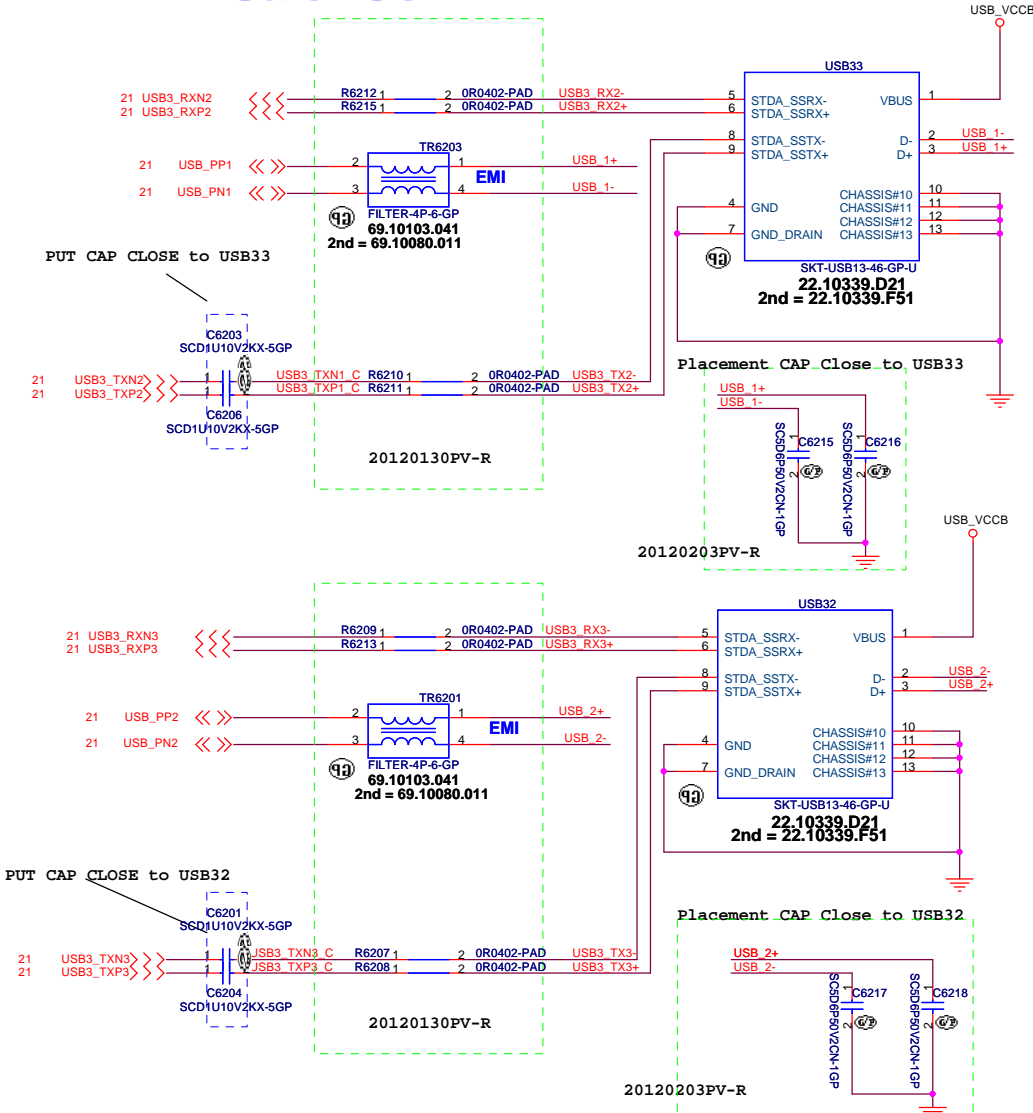 USB_VCCB
USB33
21 USB3_RXN2
R6212 1 2 0R0402-PAD USB3_RX2-
5 STDA_SSRX- VBUS 1
21 USB3_RXP2
R6215 1 2 0R0402-PAD USB3_RX2+
6 STDA_SSRX+
8 STDA_SSTX- D- 2 USB_1-
9 STDA_SSTX+ D+ 3 USB_1+
TR6203
21 USB_PP1 2 1 USB_1+
EMI
21 USB_PN1 3 4 USB_1-
FILTER-4P-6-GP
69.10103.041
2nd = 69.10080.011
CHASSIS#10 10
4 GND CHASSIS#11 11
CHASSIS#12 12
7 GND_DRAIN CHASSIS#13 13
SKT-USB13-46-GP-U
22.10339.D21
2nd = 22.10339.F51
PUT CAP CLOSE to USB33
C6203
SCD1U10V2KX-5GP
21 USB3_TXN2 1 USB3_TXN1_C R6210 1 2 0R0402-PAD USB3_TX2-
21 USB3_TXP2 1 USB3_TXP1_C R6211 1 2 0R0402-PAD USB3_TX2+
C6206
SCD1U10V2KX-5GP
20120130PV-R
Placement CAP Close to USB33
USB_1+
USB_1-
1 C6215
2
SC5D6P50V2CN-1GP
1 C6216
2
SC5D6P50V2CN-1GP
20120203PV-R
USB_VCCB
USB32
21 USB3_RXN3
R6209 1 2 0R0402-PAD USB3_RX3-
5 STDA_SSRX- VBUS 1
21 USB3_RXP3
R6213 1 2 0R0402-PAD USB3_RX3+
6 STDA_SSRX+
8 STDA_SSTX- D- 2 USB_2-
9 STDA_SSTX+ D+ 3 USB_2+
TR6201
21 USB_PP2 2 1 USB_2+
EMI
21 USB_PN2 3 4 USB_2-
FILTER-4P-6-GP
69.10103.041
2nd = 69.10080.011
CHASSIS#10 10
4 GND CHASSIS#11 11
CHASSIS#12 12
7 GND_DRAIN CHASSIS#13 13
SKT-USB13-46-GP-U
22.10339.D21
2nd = 22.10339.F51
PUT CAP CLOSE to USB32
C6201
SCD1U10V2KX-5GP
21 USB3_TXN3 1 USB3_TXN3_C R6207 1 2 0R0402-PAD USB3_TX3-
21 USB3_TXP3 1 USB3_TXP3_C R6208 1 2 0R0402-PAD USB3_TX3+
C6204
SCD1U10V2KX-5GP
20120130PV-R
Placement CAP Close to USB32
USB_2+
USB_2-
1 C6217
2
SC5D6P50V2CN-1GP
1 C6218
2
SC5D6P50V2CN-1GP
20120203PV-R